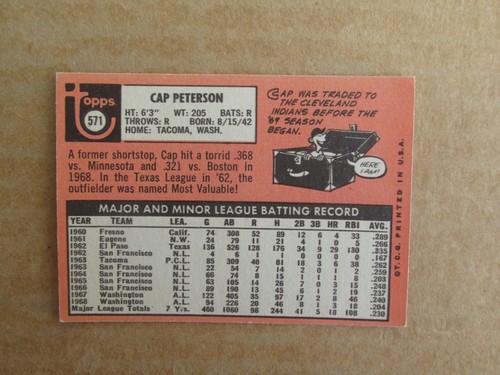 Topps
571
CAP PETERSON
HT: 6'3" WT: 205 BATS: R
THROWS: R BORN: 8/15/42
HOME: TACOMA, WASH.
CAP WAS TRADED TO
THE CLEVELAND
INDIANS BEFORE THE
'69 SEASON
BEGAN.
HERE
I AM!
A former shortstop, Cap hit a torrid .368
vs. Minnesota and .321 vs. Boston in
1968. In the Texas League in '62, the
outfielder was named Most Valuable!
MAJOR AND MINOR LEAGUE BATTING RECORD
YEAR TEAM LEA. G AB R H 2B 3B HR RBI AVG.
1960 Fresno Calif. 74 308 52 89 12 6 4 33 .289
1961 Eugene N.W. 24 79 11 21 .266
1962 El Paso Texas 136 526 128 176 34 9 29 130 .335
1962 San Francisco N.L. 4 6 1 1 0 0 0 0 .167
1963 Tacoma P.C.L. 85 309 40 81 18 3 6 38 .262
1963 San Francisco N.L. 22 54 7 14 2 0 1 2 .259
1964 San Francisco N.L. 66 74 8 15 1 1 1 8 .203
1965 San Francisco N.L. 63 105 14 26 7 0 3 15 .248
1966 San Francisco N.L. 89 190 13 45 6 1 2 19 .237
1967 Washington A.L. 122 405 35 97 17 2 8 46 .240
1968 Washington A.L. 94 226 20 46 8 1 3 18 .204
Major League Totals 7 Yrs. 460 1060 98 244 41 5 18 108 .230
©T.C.G. PRINTED IN U.S.A.